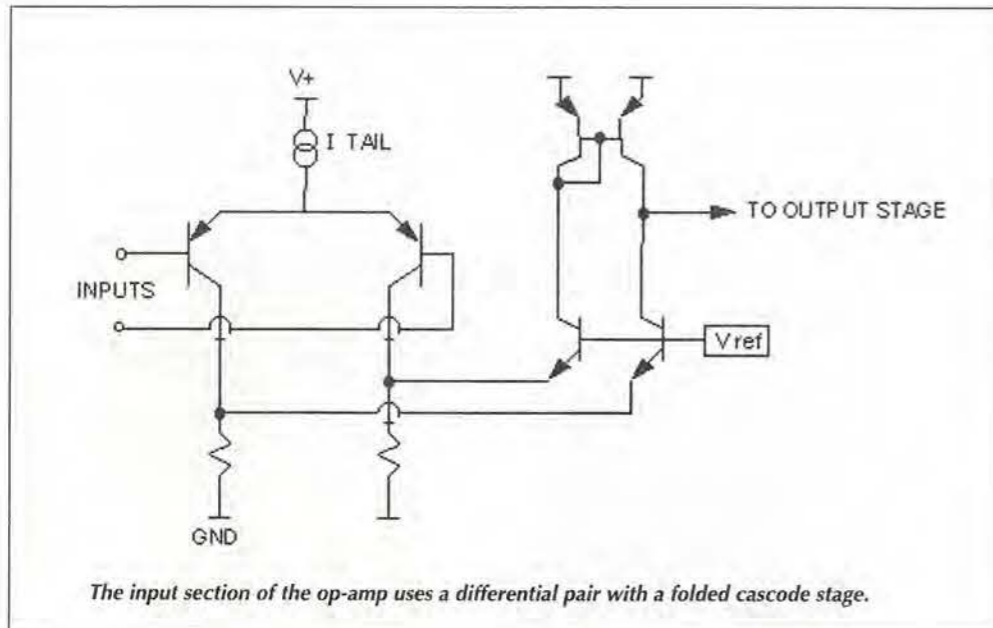 V+
I TAIL
TO OUTPUT STAGE
INPUTS
V ref
GND
The input section of the op-amp uses a differential pair with a folded cascode stage.